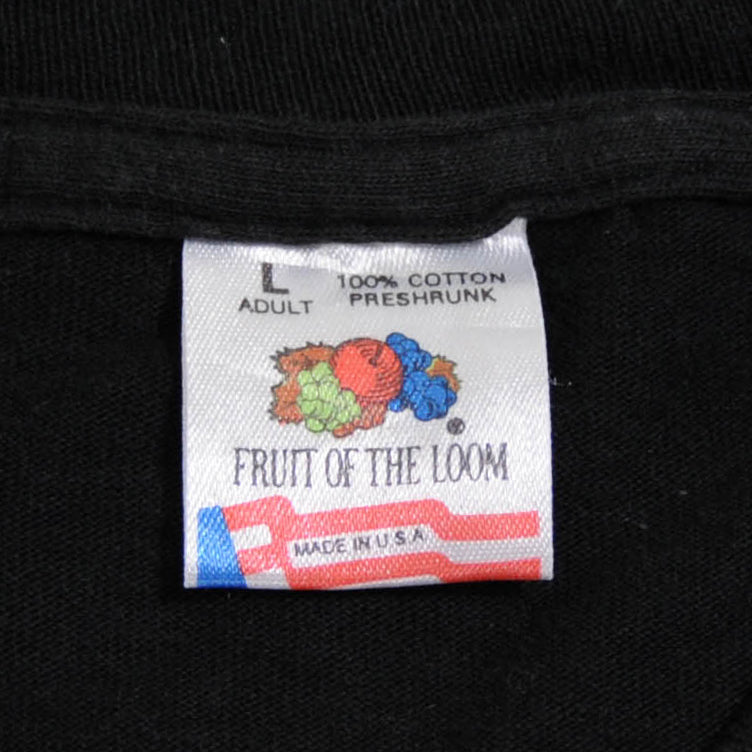 L 100% COTTON
ADULT PRESHRUNK
®
FRUIT OF THE LOOM
MADE IN U.S.A.